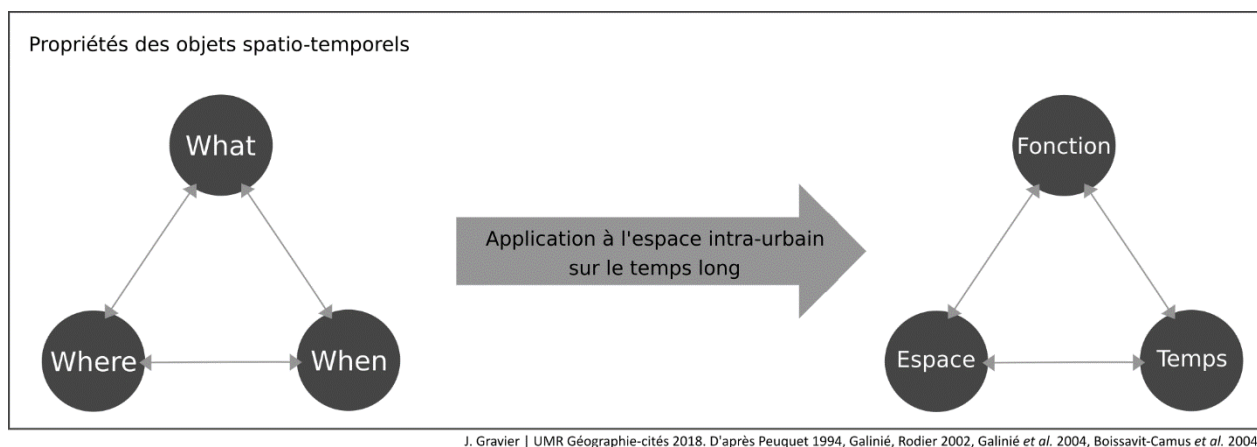 Propriétés des objets spatio-temporels
What
Where
When
Application à l'espace intra-urbain
sur le temps long
Fonction
Espace
Temps
J. Gravier | UMR Géographie-cités 2018. D'après Peuquet 1994, Galinié, Rodier 2002, Galinié et al. 2004, Boissavit-Camus et al. 2004